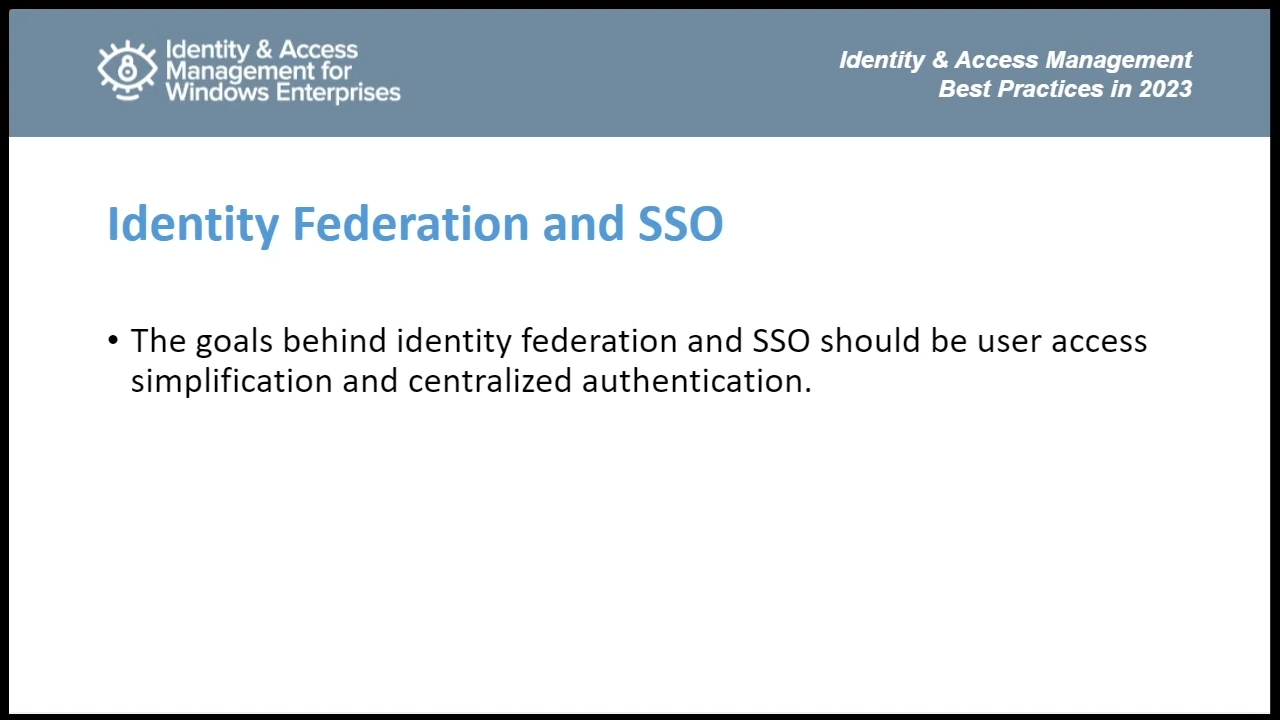 Identity & Access
Management for
Windows Enterprises
Identity & Access Management
Best Practices in 2023
Identity Federation and SSO
• The goals behind identity federation and SSO should be user access
simplification and centralized authentication.